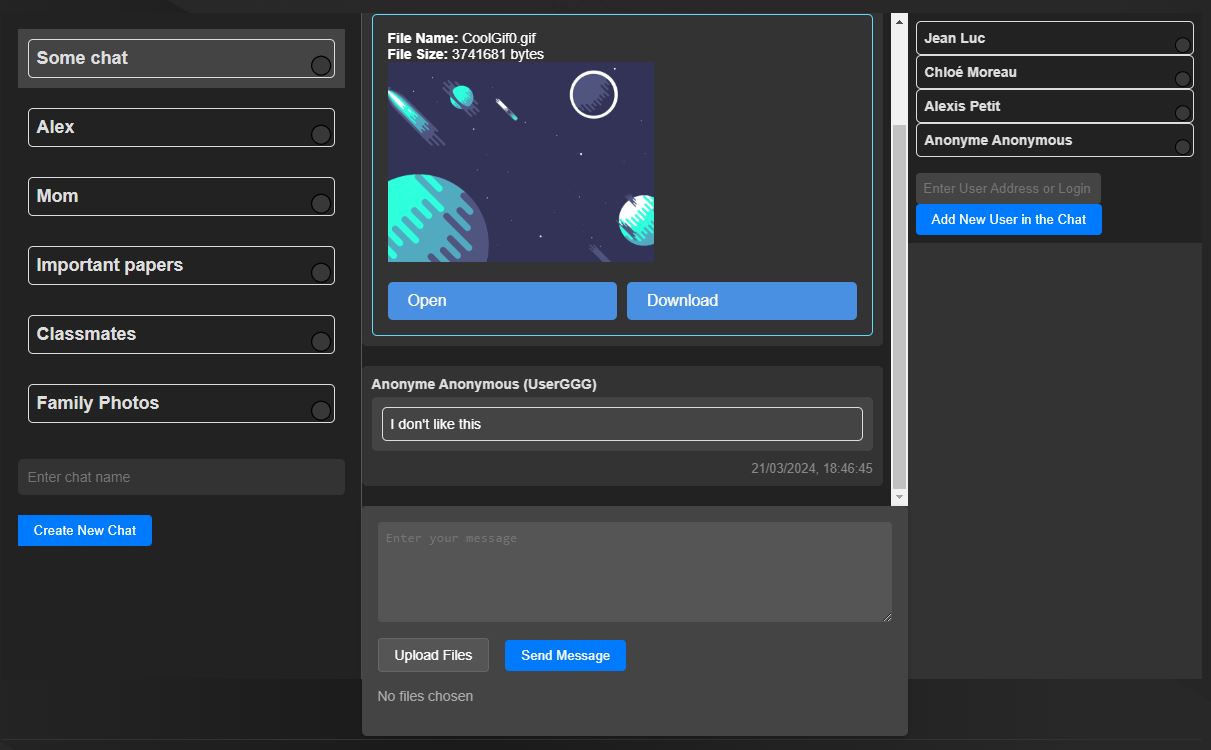 Some chat
Alex
Mom
Important papers
Classmates
Family Photos
Enter chat name
Create New Chat
File Name: CoolGif0.gif
File Size: 3741681 bytes
Open
Download
Anonyme Anonymous (UserGGG)
I don't like this
21/03/2024, 18:46:45
Enter your message
Upload Files
Send Message
No files chosen
Jean Luc
Chloé Moreau
Alexis Petit
Anonyme Anonymous
Enter User Address or Login
Add New User in the Chat